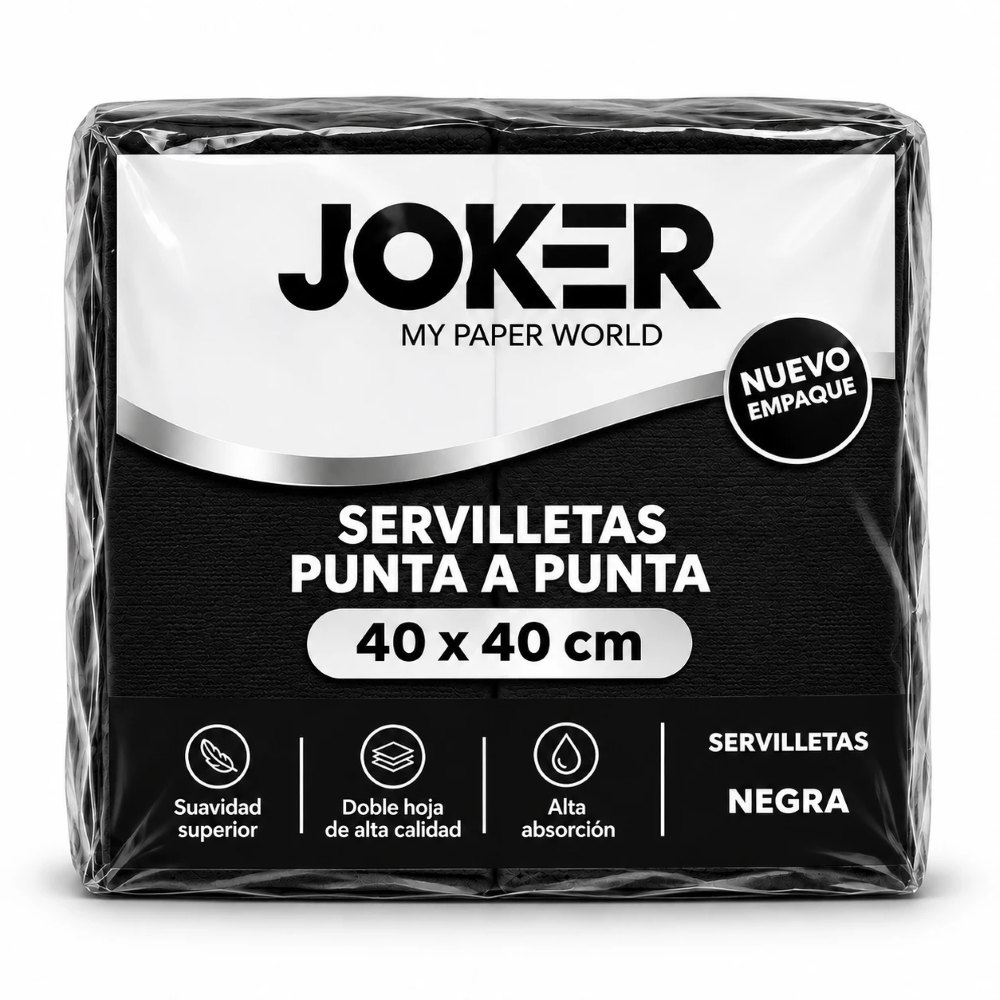 JOKER
MY PAPER WORLD
NUEVO
EMPAQUE
SERVILLETAS
PUNTA A PUNTA
40 x 40 cm
Suavidad
superior
Doble hoja
de alta calidad
Alta
absorción
SERVILLETAS
NEGRA